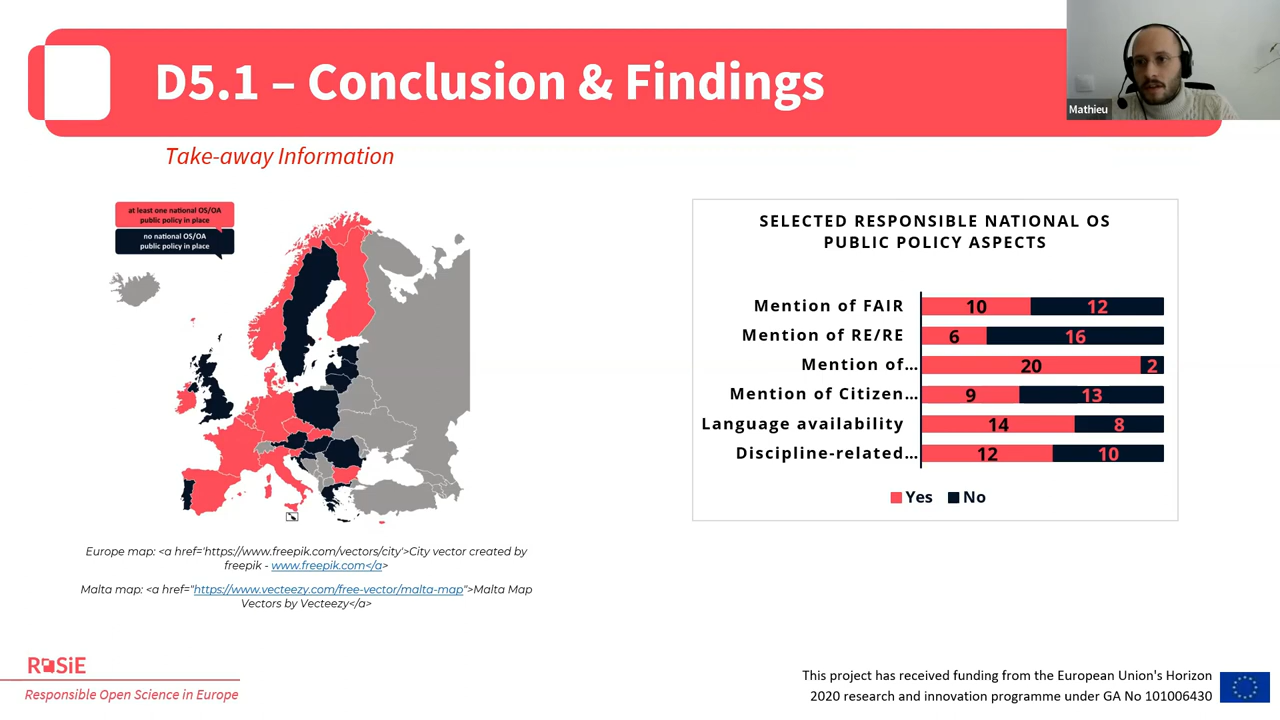 Mathieu
D5.1 – Conclusion & Findings
Take-away Information
at least one national OS/OA
public policy in place
no national OS/OA
public policy in place
Europe map: <a href='https://www.freepik.com/vectors/city'>City vector created by
freepik - www.freepik.com</a>
Malta map: <a href="https://www.vecteezy.com/free-vector/malta-map">Malta Map
Vectors by Vecteezy</a>
SELECTED RESPONSIBLE NATIONAL OS
PUBLIC POLICY ASPECTS
Mention of FAIR 10 12
Mention of RE/RE 6 16
Mention of… 20 2
Mention of Citizen… 9 13
Language availability 14 8
Discipline-related… 12 10
Yes No
ROSiE
Responsible Open Science in Europe
This project has received funding from the European Union's Horizon
2020 research and innovation programme under GA No 101006430